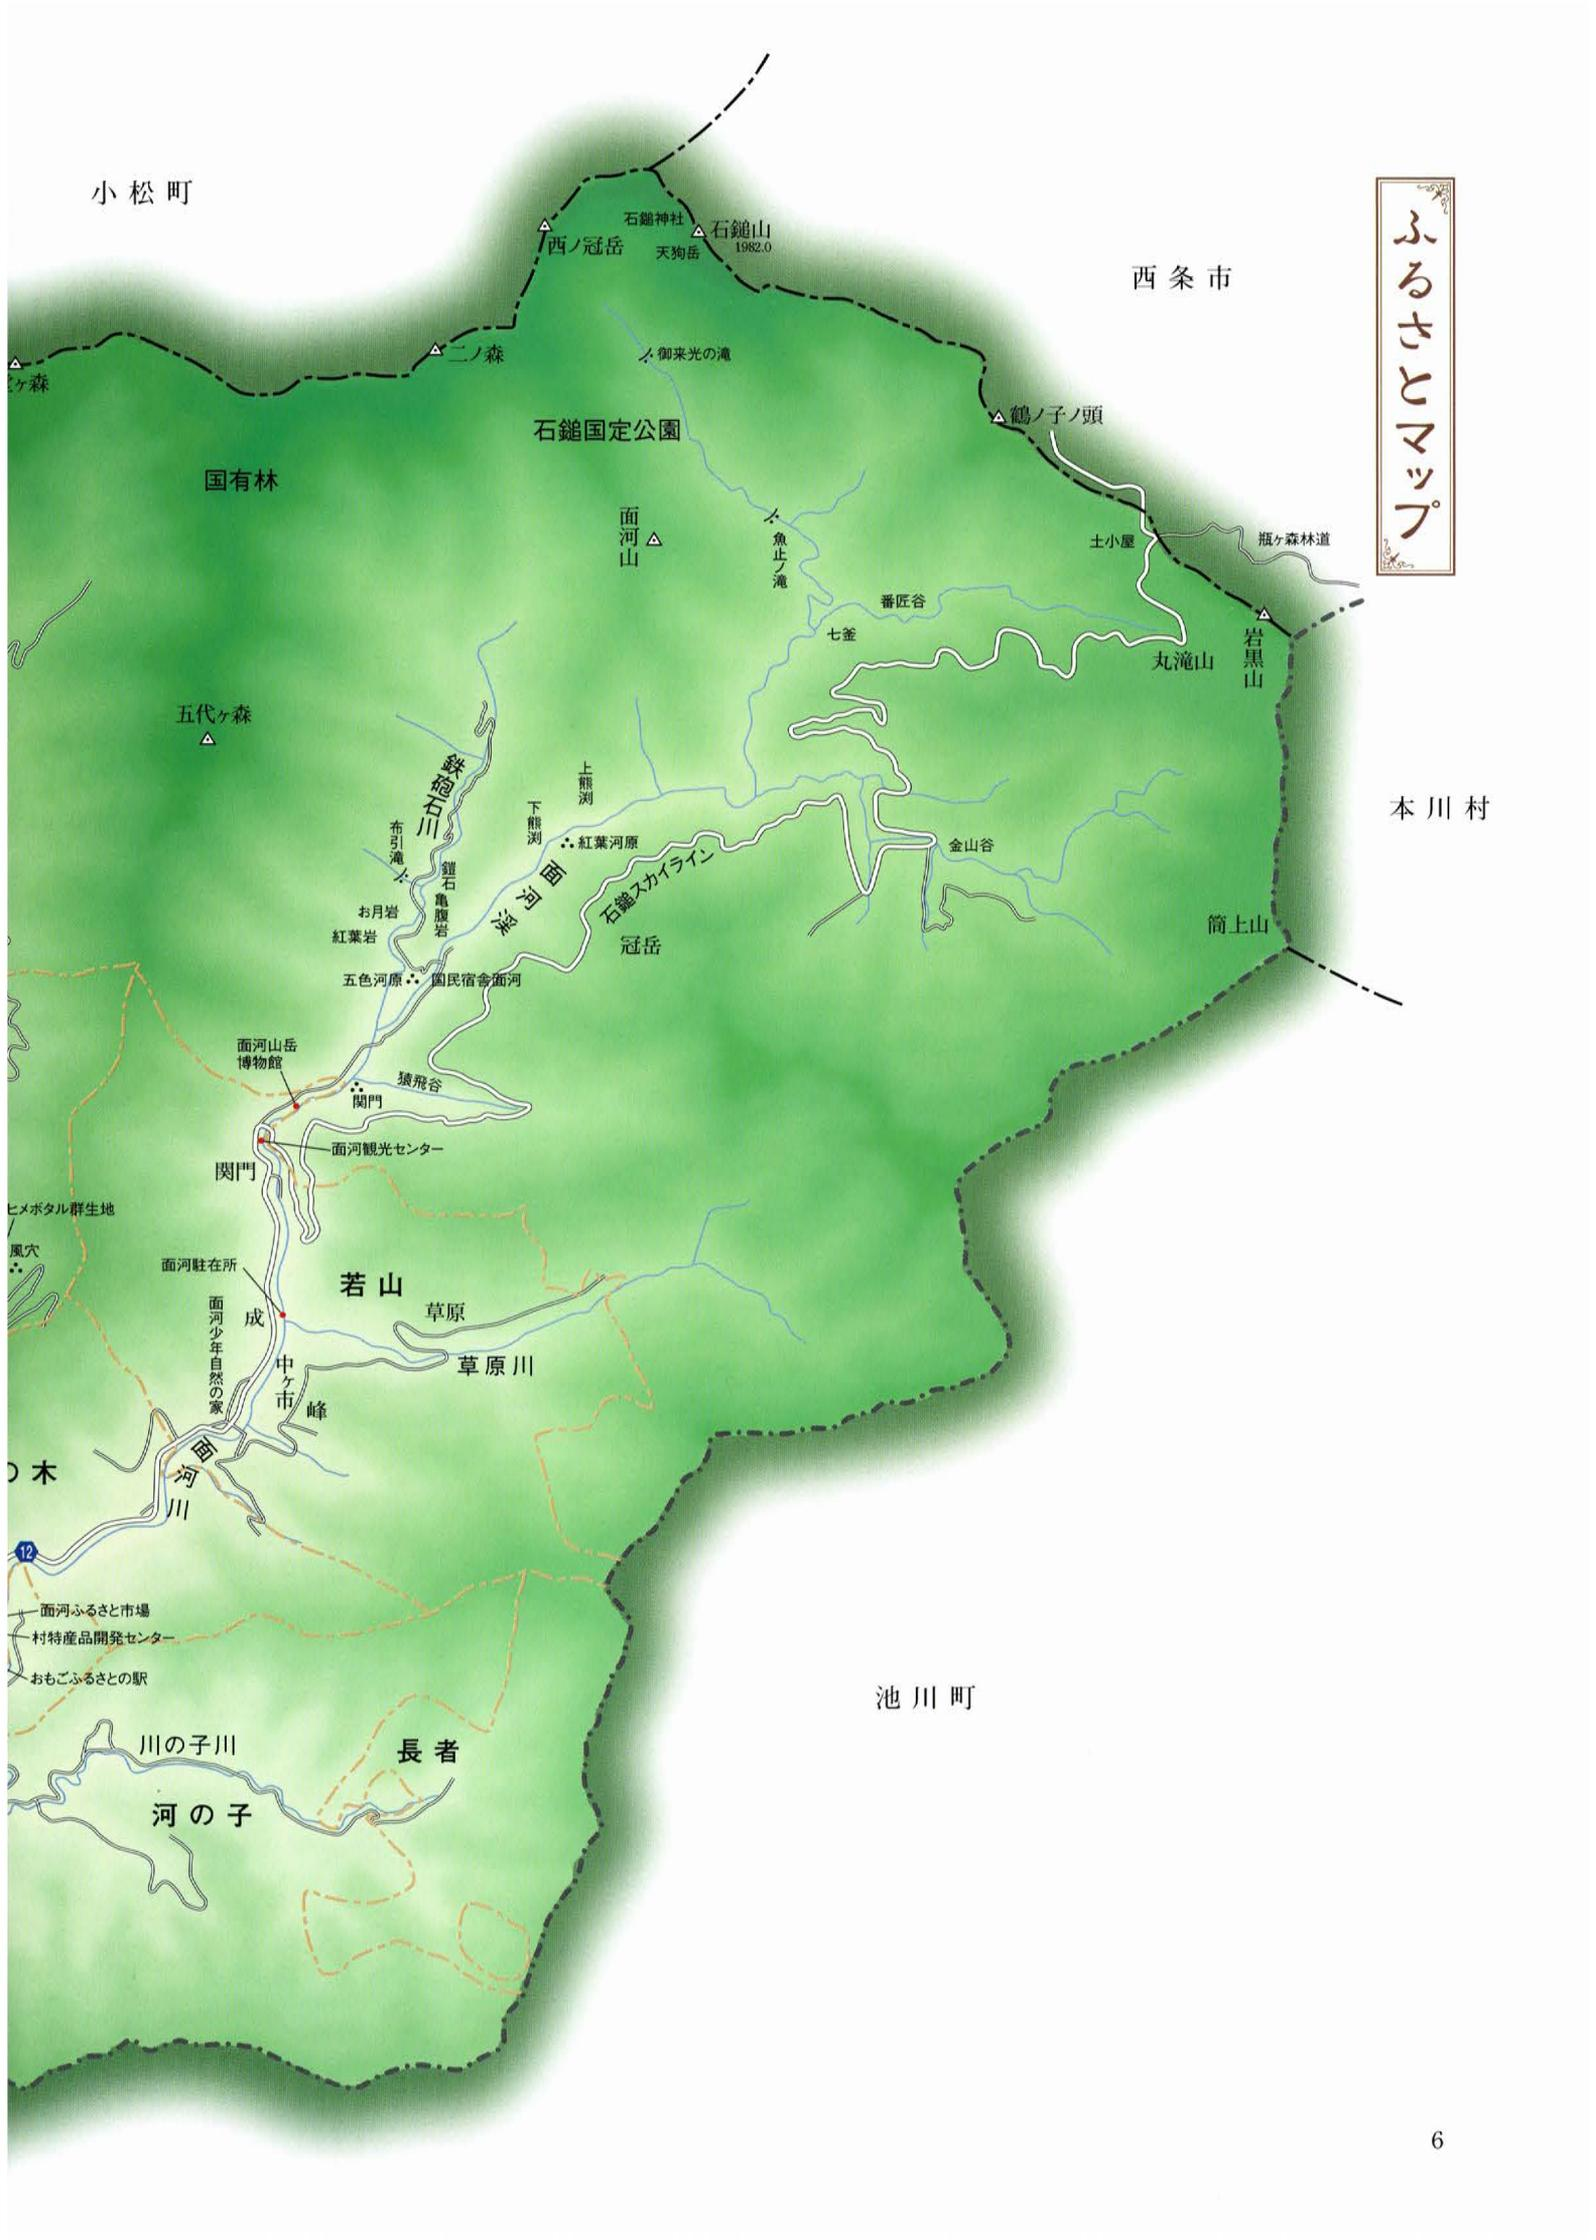 ふるさとマップ
小松町
西条市
石鎚神社
石鎚山
1982.0
西ノ冠岳
天狗岳
二ノ森
ヶ森
御来光の滝
鶴ノ子ノ頭
石鎚国定公園
国有林
面河山
魚止ノ滝
土小屋
瓶ヶ森林道
番匠谷
七釜
丸滝山
岩黒山
五代ヶ森
鉄砲石川
上熊渕
下熊渕
本川村
布引滝
紅葉河原
金山谷
鎧石
亀腹岩
面河渓
石鎚スカイライン
お月岩
紅葉岩
冠岳
筒上山
五色河原
国民宿舎面河
面河山岳
博物館
猿飛谷
関門
面河観光センター
関門
ヒメボタル群生地
風穴
面河駐在所
若山
面河少年自然の家
成
草原
中ヶ市
草原川
峰
面河川
の木
12
面河ふるさと市場
村特産品開発センター
おもごふるさとの駅
池川町
川の子川
長者
河の子
6